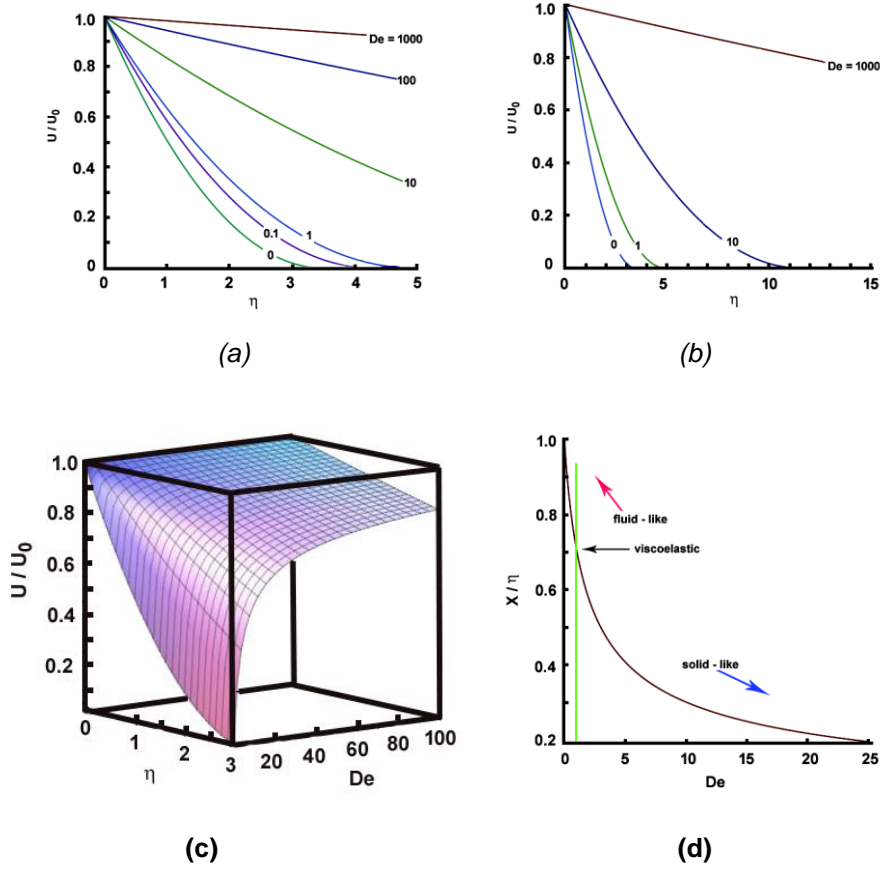 1.0
0.8
0.6
0.4
0.2
0
U / U0
0 1 2 3 4 5
η
De = 1000
100
10
1
0.1
0
(a)
1.0
0.8
0.6
0.4
0.2
0
U / U0
0 5 10 15
η
De = 1000
10
1
0
(b)
1.0
0.8
0.6
0.4
0.2
U / U0
0 1 2 3
η
20 40 60 80 100
De
(c)
1.0
0.8
0.6
0.4
0.2
X / η
0 5 10 15 20 25
De
fluid - like
viscoelastic
solid - like
(d)